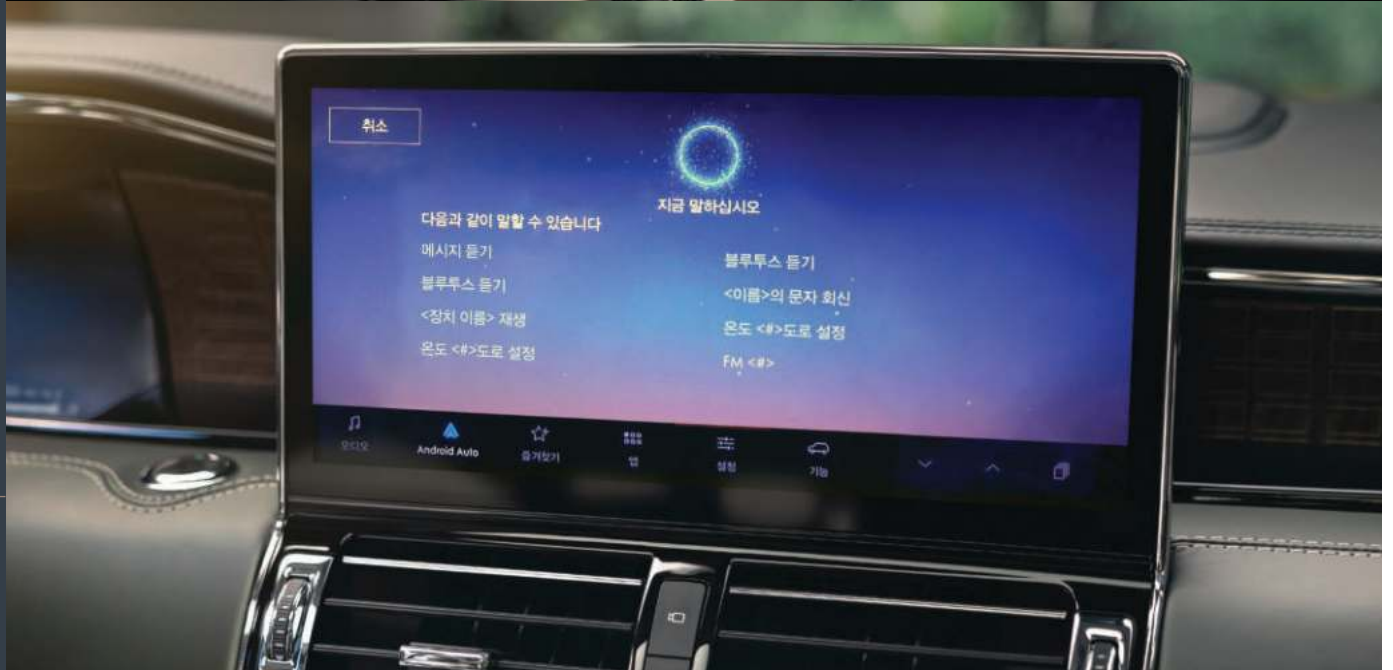 취소
지금 말하십시오
다음과 같이 말할 수 있습니다
메시지 듣기
블루투스 듣기
<장치 이름> 재생
온도 <#>도로 설정
블루투스 듣기
<이름>의 문자 회신
온도 <#>도로 설정
FM <#>
오디오
Android Auto
즐겨찾기
앱
설정
기능